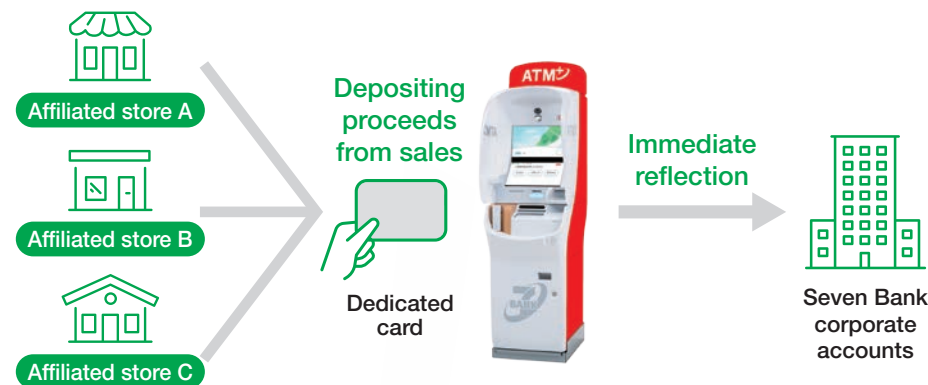 Affiliated store A
Affiliated store B
Affiliated store C
Depositing
proceeds
from sales
Dedicated
card
ATM+
BANK
Immediate
reflection
Seven Bank
corporate
accounts